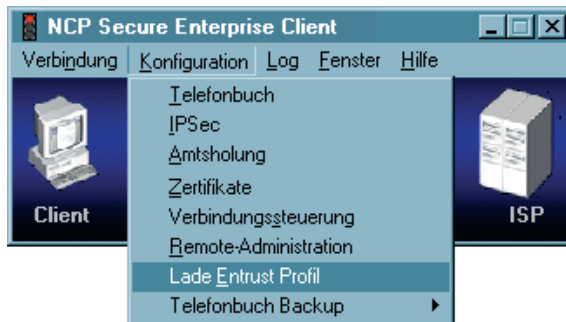 NCP Secure Enterprise Client
Verbindung Konfiguration Log Fenster Hilfe
Telefonbuch
IPSec
Amtsholung
Zertifikate
Client
Verbindungssteuerung
ISP
Remote-Administration
Lade Entrust Profil
Telefonbuch Backup